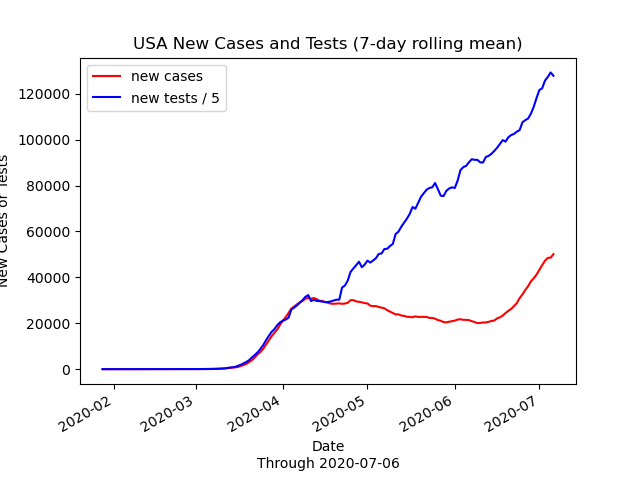 USA New Cases and Tests (7-day rolling mean)
new cases
new tests / 5
120000
100000
80000
60000
40000
20000
0
New Cases or Tests
2020-02
2020-03
2020-04
2020-05
2020-06
2020-07
Date
Through 2020-07-06